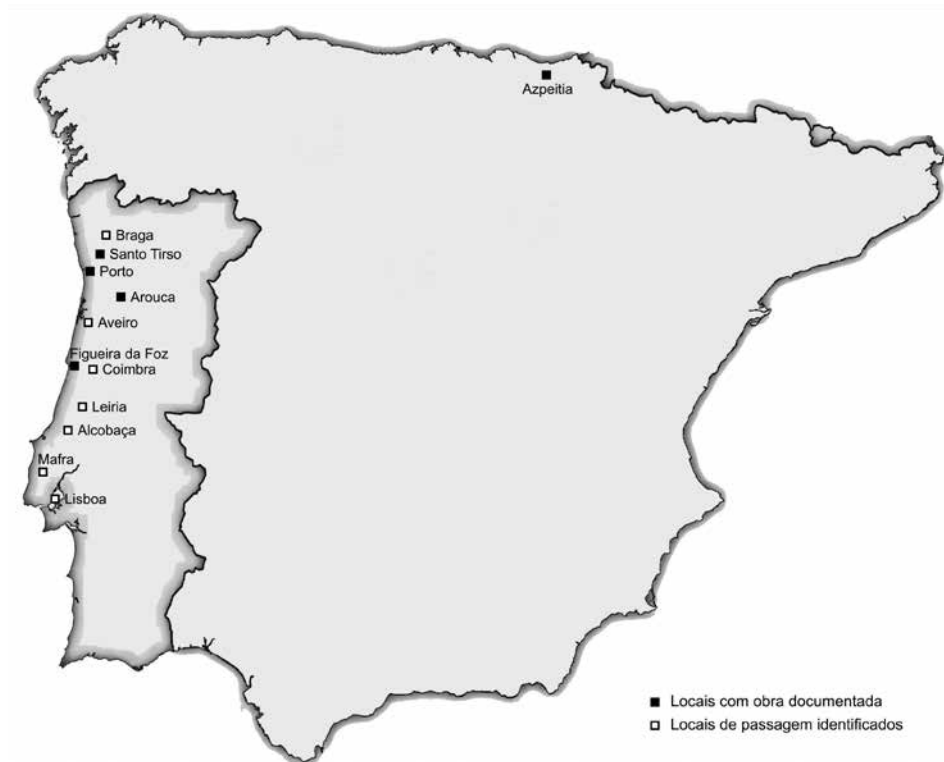 Azpeitia
Braga
Santo Tirso
Porto
Arouca
Aveiro
Figueira da Foz
Coimbra
Leiria
Alcobaça
Mafra
Lisboa
Locais com obra documentada
Locais de passagem identificados